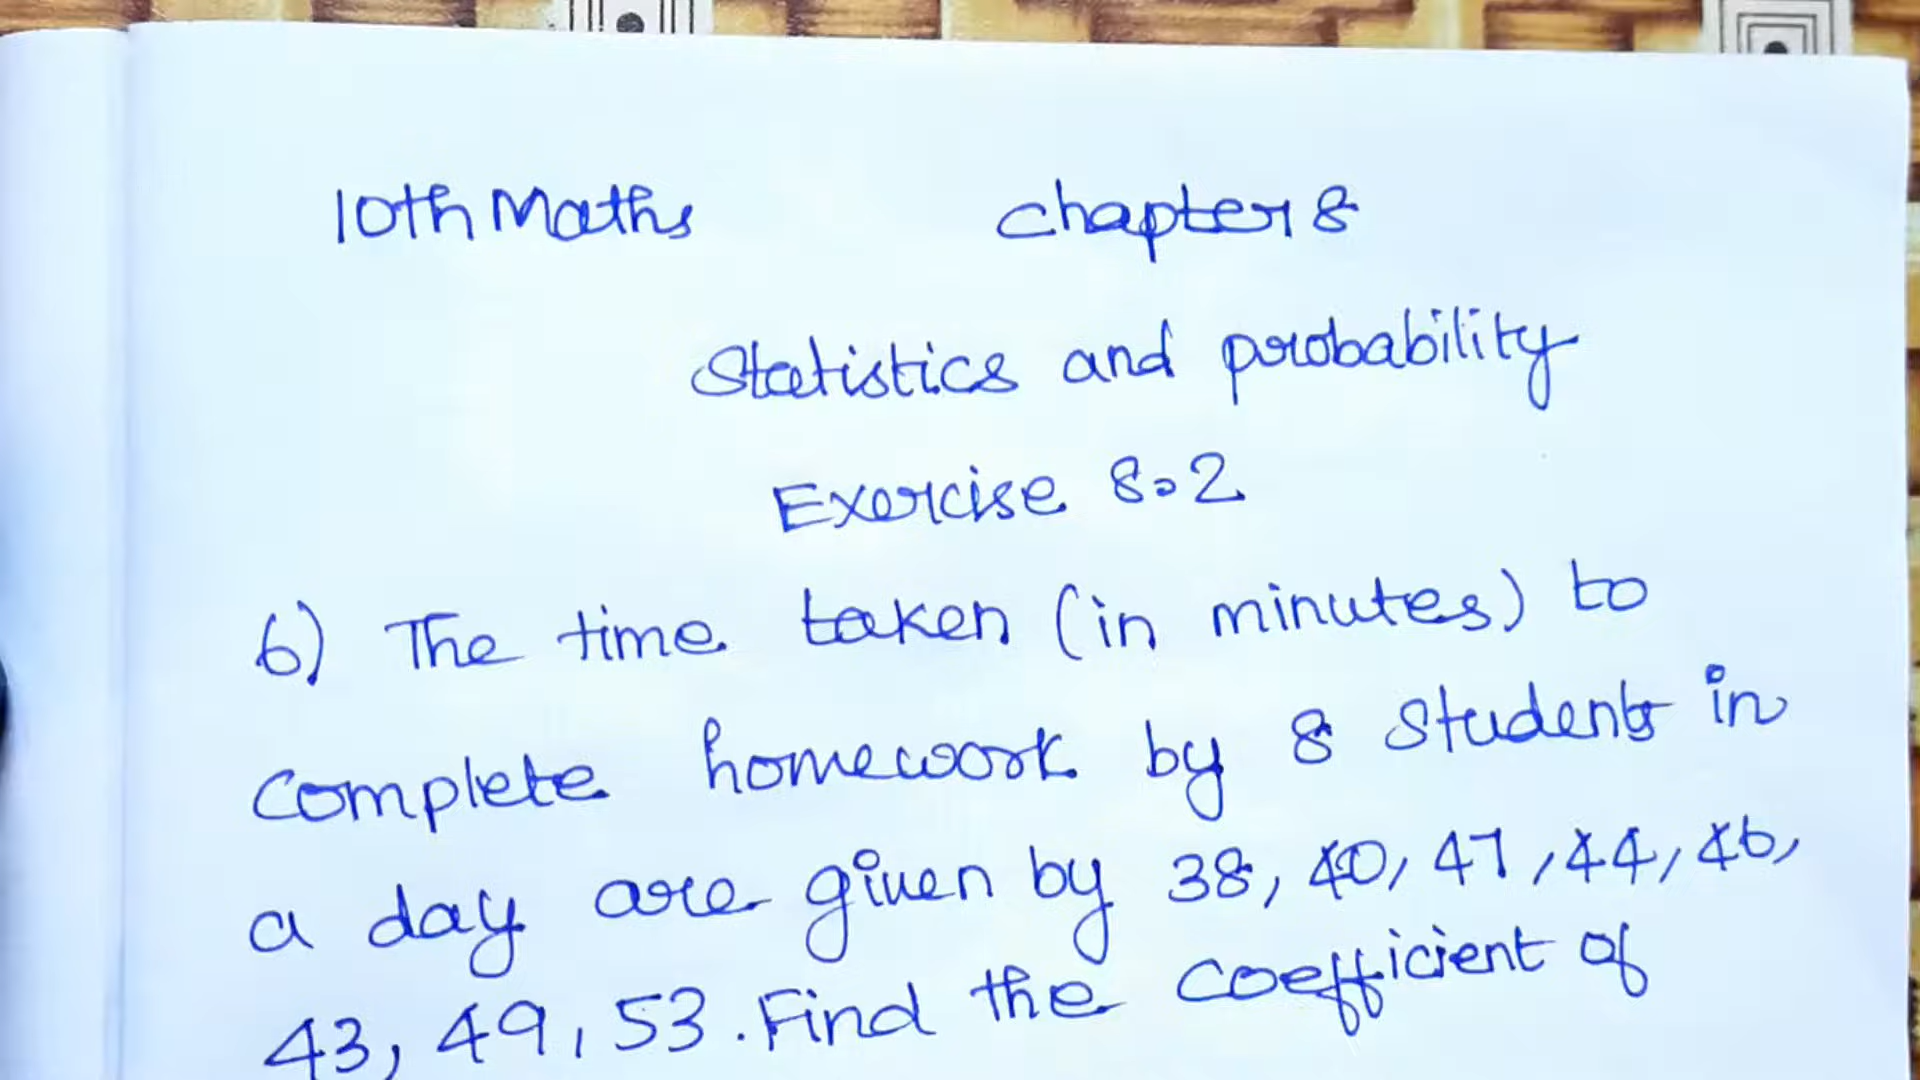 10th Maths chapter 8
Statistics and probability
Exercise 8.2
6) The time taken (in minutes) to
complete homework by 8 students in
a day are given by 38, 40, 47, 44, 46,
43, 49, 53. Find the coefficient of